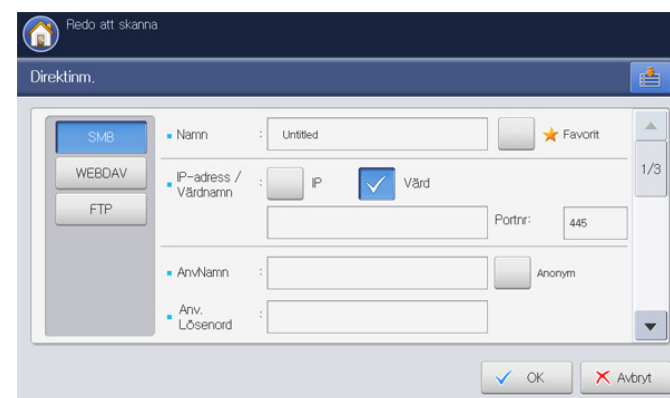 Redo att skanna
Direktinm.
SMB
WEBDAV
FTP
Namn : Untitled Favorit
IP-adress / Värdnamn : IP Värd
Portnr: 445
AnvNamn : Anonym
Anv. Lösenord :
1/3
OK Avbryt